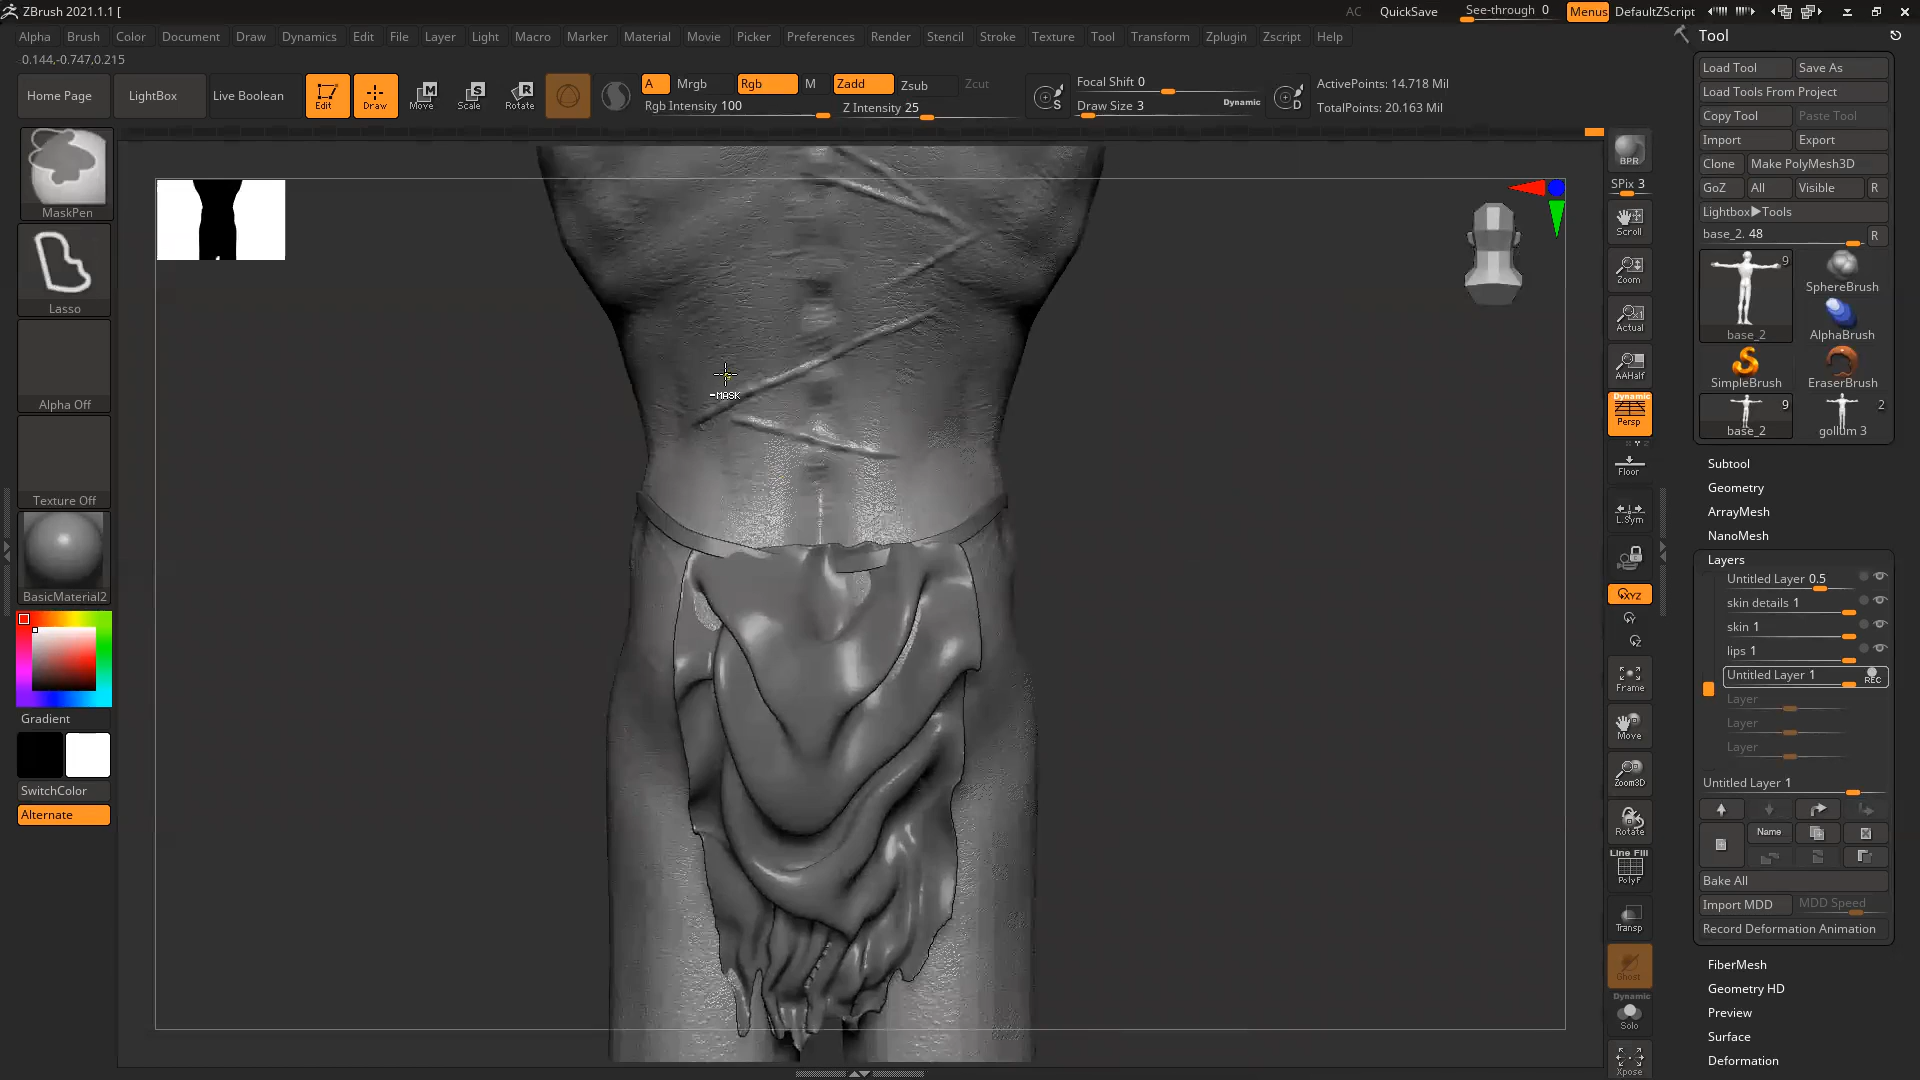 ZBrush 2021.1.1 [
AC QuickSave See-through 0 Menus DefaultZScript
Alpha Brush Color Document Draw Dynamics Edit File Layer Light Macro Marker Material Movie Picker Preferences Render Stencil Stroke Texture Tool Transform Zplugin Zscript Help
0.144,-0.747,0.215
Home Page LightBox Live Boolean Edit Draw Move Scale Rotate
A Mrgb Rgb M Zadd Zsub Zcut
Rgb Intensity 100 Z Intensity 25
S Focal Shift 0
Draw Size 3 Dynamic D
ActivePoints: 14.718 Mil
TotalPoints: 20.163 Mil
MaskPen
Lasso
Alpha Off
Texture Off
BasicMaterial2
Gradient
SwitchColor
Alternate
-MASK
BPR
SPix 3
Scroll
Zoom
Actual
AAHalf
Dynamic
Persp
Floor
L.Sym
XYZ
Y
Z
Frame
Move
Zoom3D
Rotate
Line Fill
PolyF
Transp
Ghost
Dynamic
Solo
Xpose
Tool
Load Tool Save As
Load Tools From Project
Copy Tool Paste Tool
Import Export
Clone Make PolyMesh3D
GoZ All Visible R
Lightbox▶Tools
base_2. 48 R
9
base_2
SphereBrush
AlphaBrush
SimpleBrush EraserBrush
9 2
base_2 gollum 3
Subtool
Geometry
ArrayMesh
NanoMesh
Layers
Untitled Layer 0.5
skin details 1
skin 1
lips 1
Untitled Layer 1 REC
Layer
Layer
Layer
Untitled Layer 1
Name
Bake All
Import MDD MDD Speed
Record Deformation Animation
FiberMesh
Geometry HD
Preview
Surface
Deformation